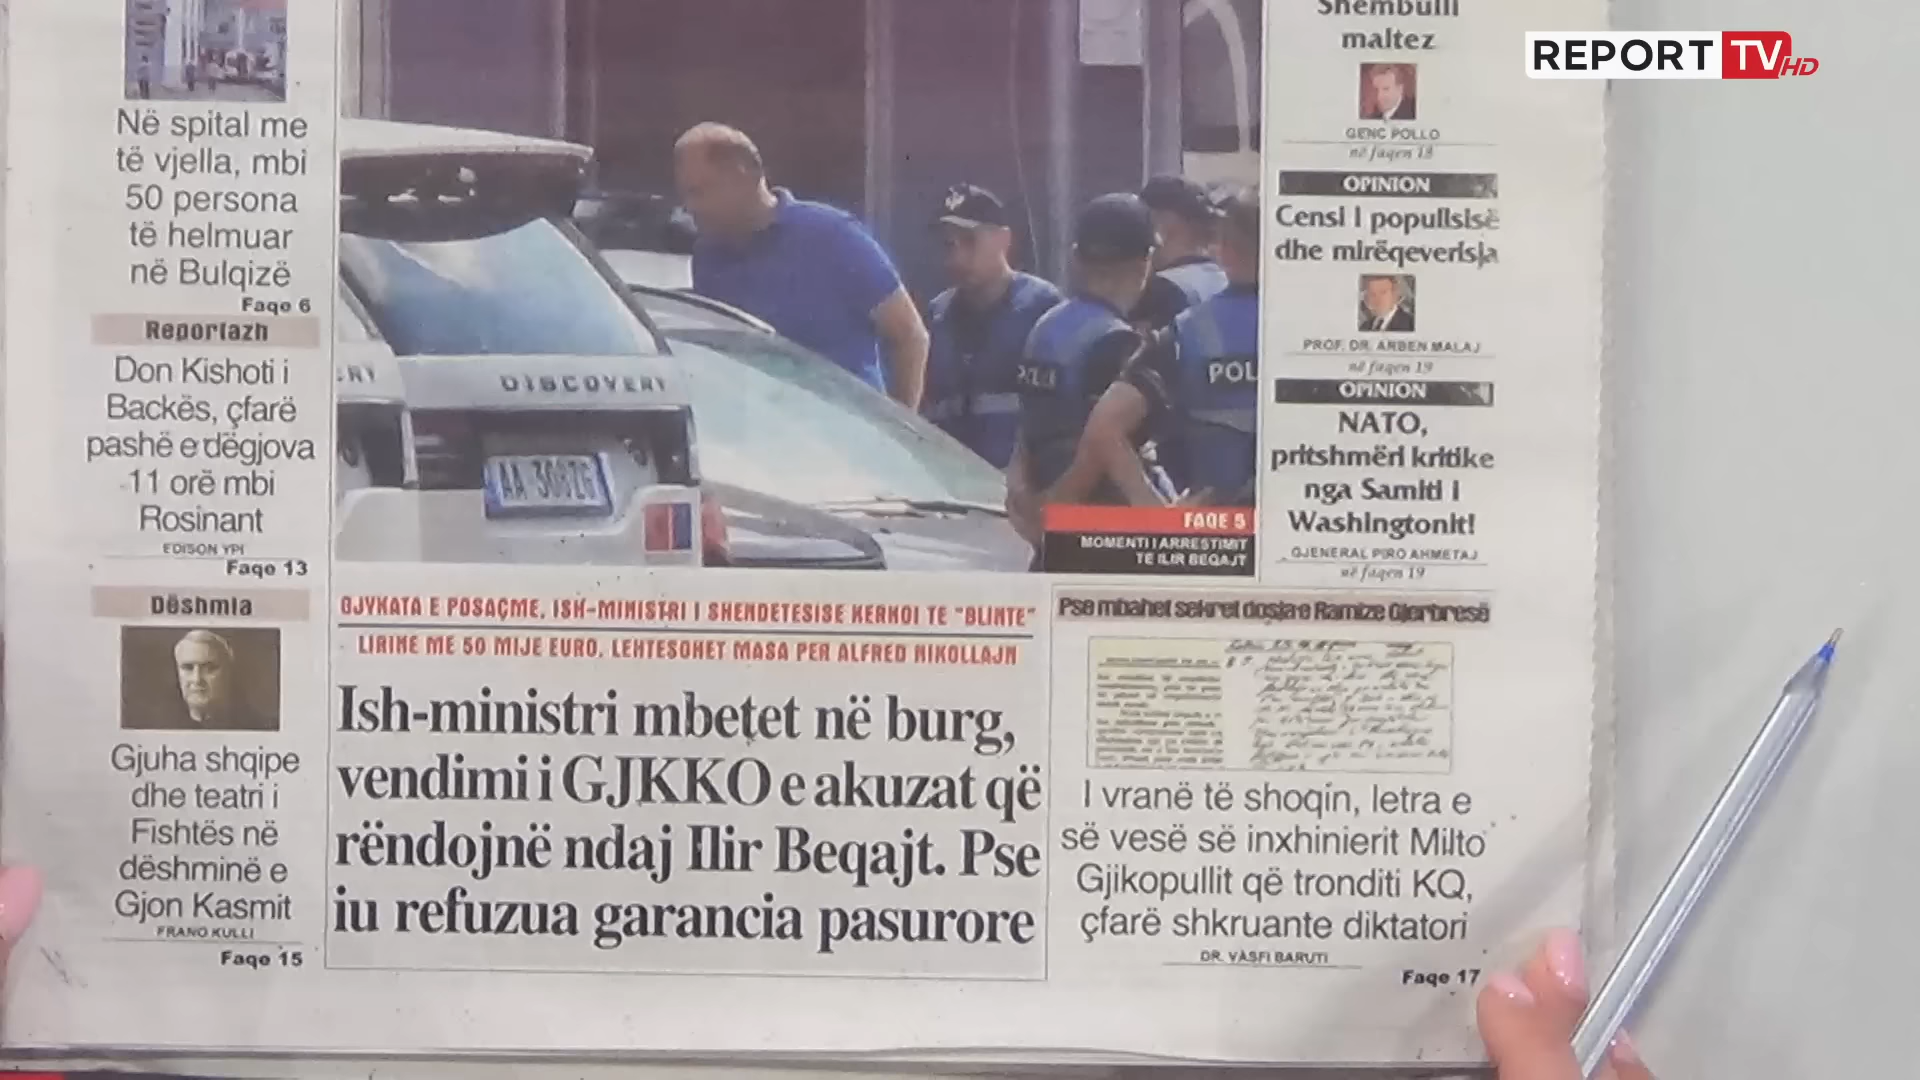 REPORT TV HD
Në spital me
të vjella, mbi
50 persona
të helmuar
në Bulqizë
Faqe 6
Reportazh
Don Kishoti i
Backës, çfarë
pashë e dëgjova
11 orë mbi
Rosinant
EDISON YPI
Faqe 13
Dëshmia
Gjuha shqipe
dhe teatri i
Fishtës në
dëshminë e
Gjon Kasmit
FRANO KULLI
Faqe 15
DISCOVERY
POL
FAQE 5
MOMENTI I ARRESTIMIT
TE ILIR BEQAJT
GJYKATA E POSAÇME, ISH-MINISTRI I SHENDETESISE KERKOI TE "BLINTE"
LIRINE ME 50 MIJE EURO, LEHTESOHET MASA PER ALFRED NIKOLLAJN
Ish-ministri mbetet në burg,
vendimi i GJKKO e akuzat që
rëndojnë ndaj Ilir Beqajt. Pse
iu refuzua garancia pasurore
Shembulli
maltez
GENC POLLO
në faqen 18
OPINION
Censi i popullsisë
dhe mirëqeverisja
PROF. DR. ARBEN MALAJ
në faqen 19
OPINION
NATO,
pritshmëri kritike
nga Samiti i
Washingtonit!
GJENERAL PIRO AHMETAJ
në faqen 19
Pse mbahet sekret dosja e Ramize Gjebresë
I vranë të shoqin, letra e
së vesë së inxhinierit Milto
Gjikopullit që tronditi KQ,
çfarë shkruante diktatori
DR. VASFI BARUTI
Faqe 17